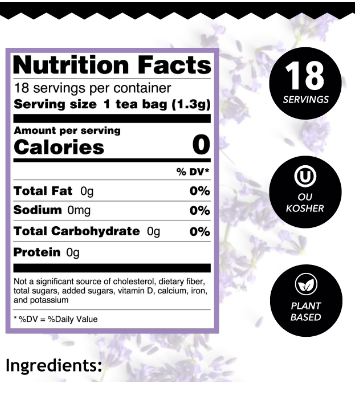 Nutrition Facts
18 servings per container
Serving size 1 tea bag (1.3g)
Amount per serving
Calories 0
% DV*
Total Fat 0g 0%
Sodium 0mg 0%
Total Carbohydrate 0g 0%
Protein 0g
Not a significant source of cholesterol, dietary fiber,
total sugars, added sugars, vitamin D, calcium, iron,
and potassium
* %DV = %Daily Value
18
SERVINGS
U
OU
KOSHER
PLANT
BASED
Ingredients: